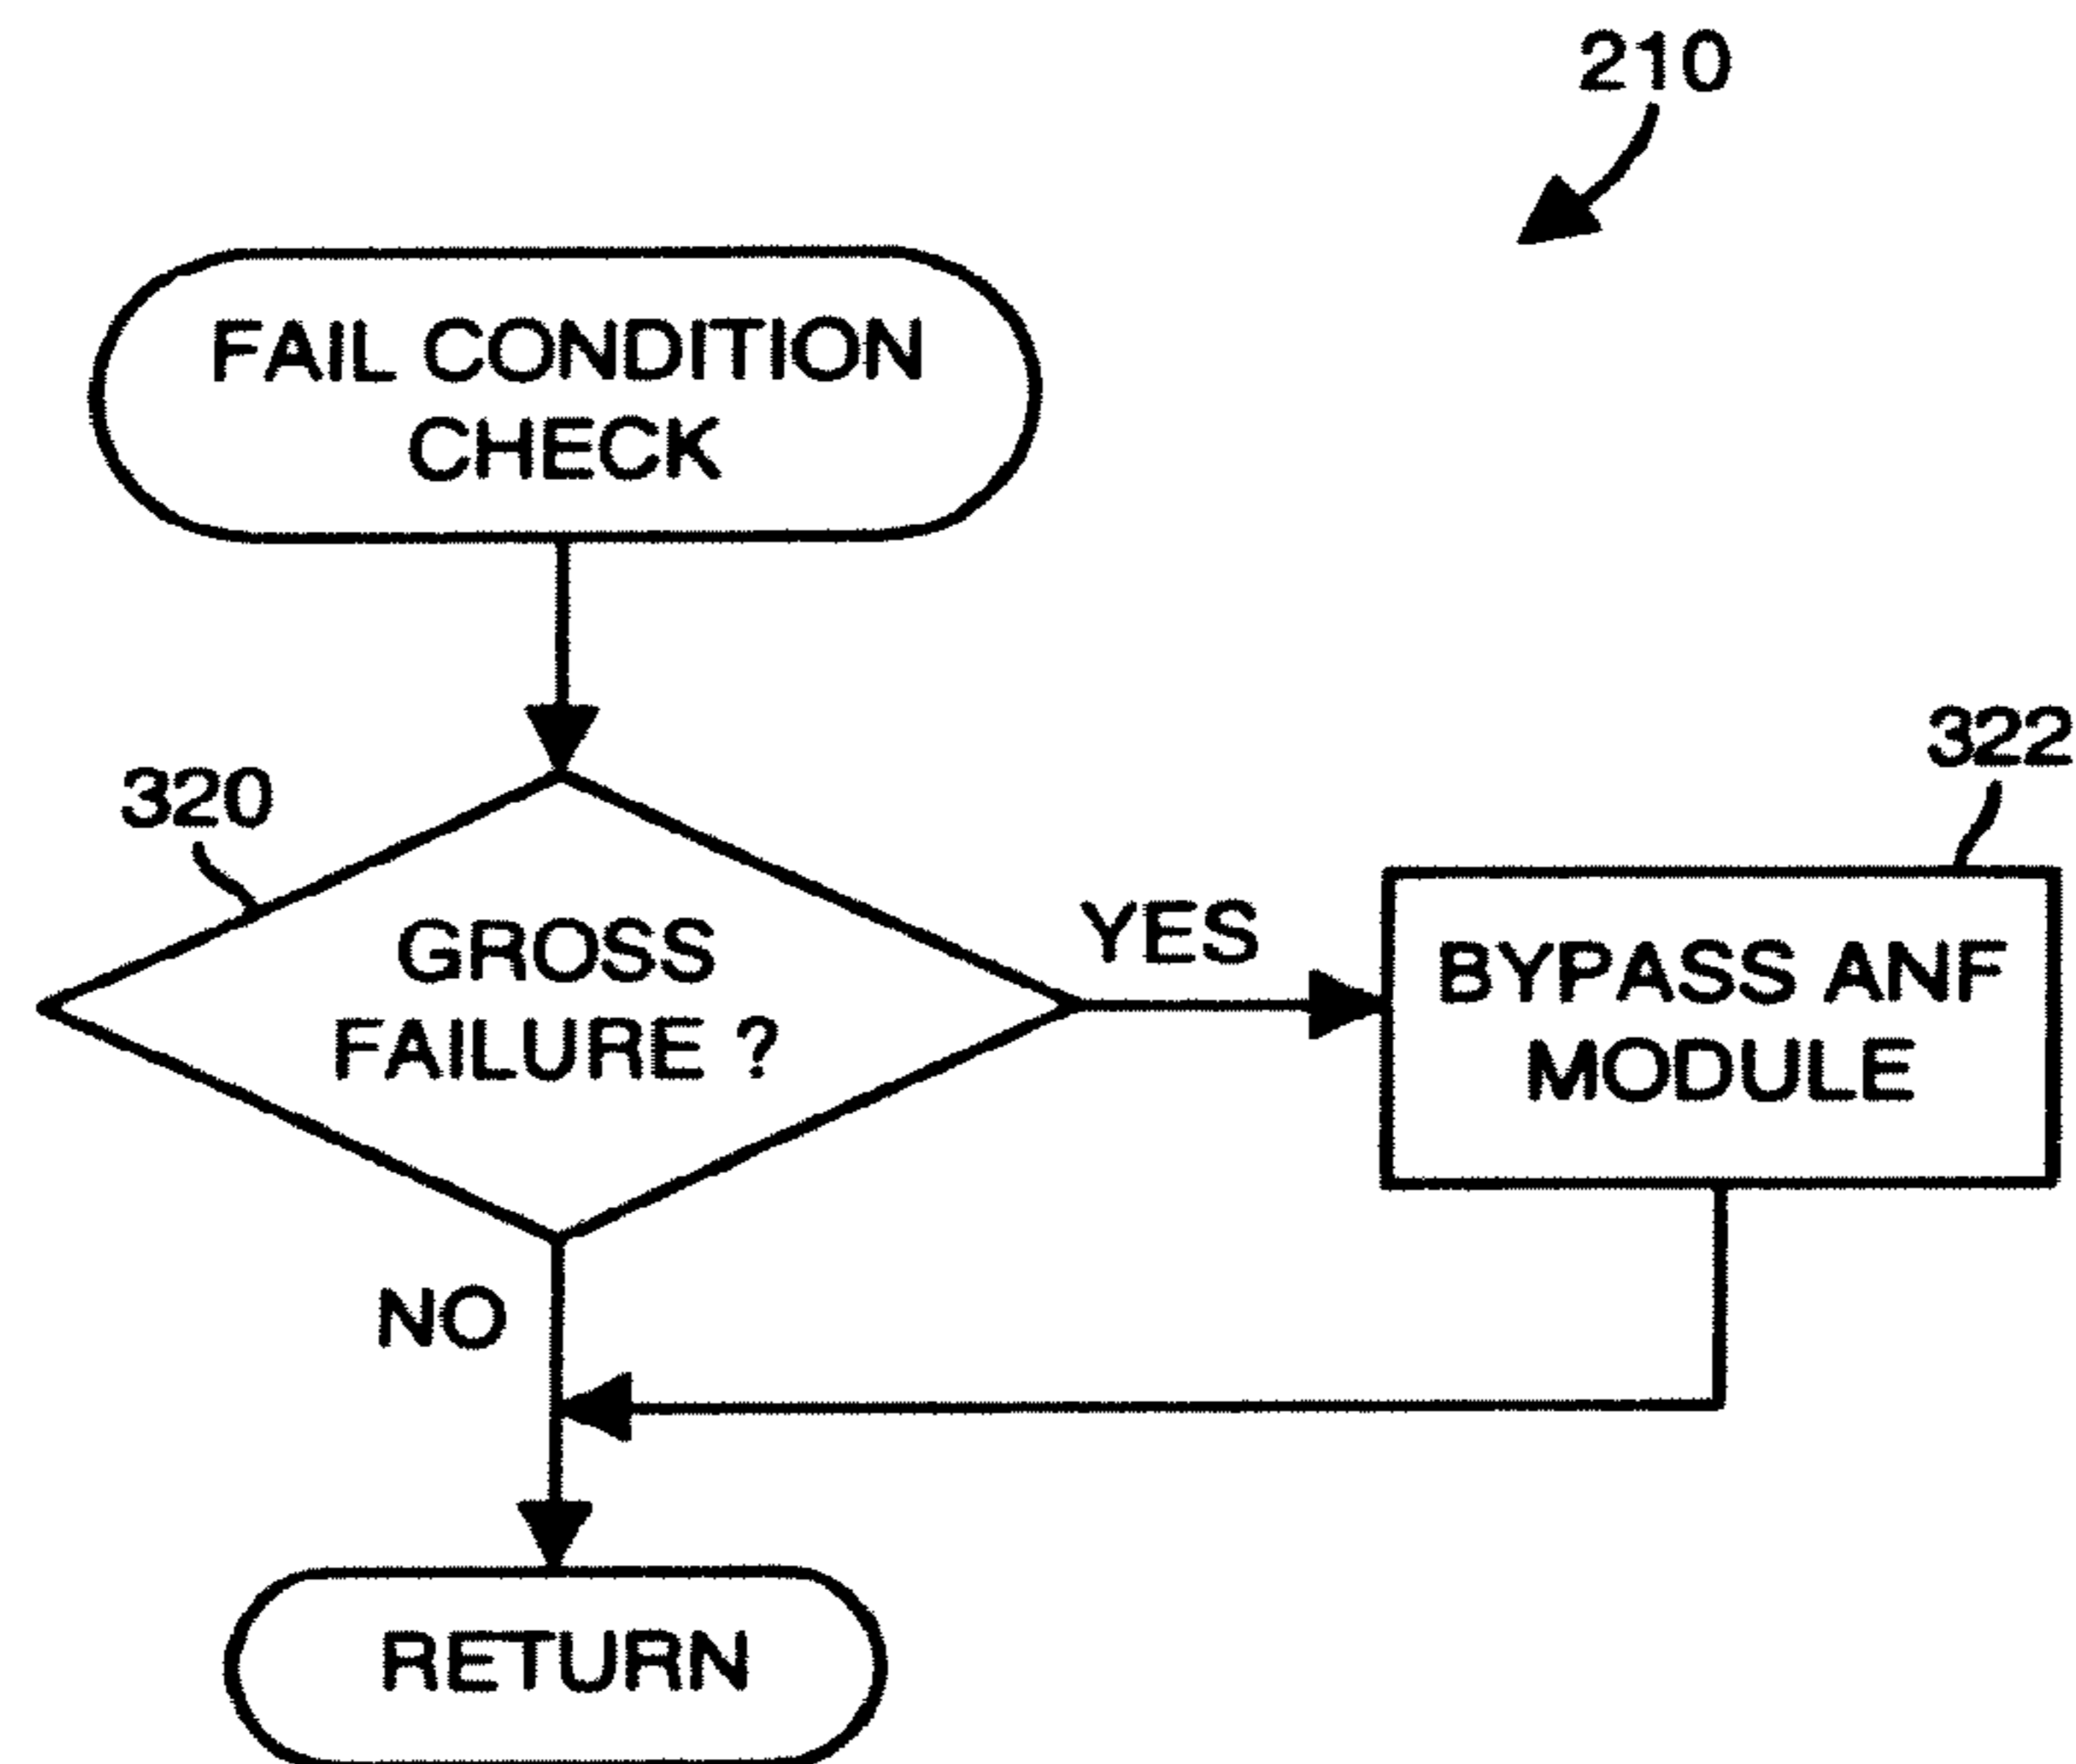 210
FAIL CONDITION
CHECK
320
GROSS
FAILURE ?
YES
322
BYPASS ANF
MODULE
NO
RETURN